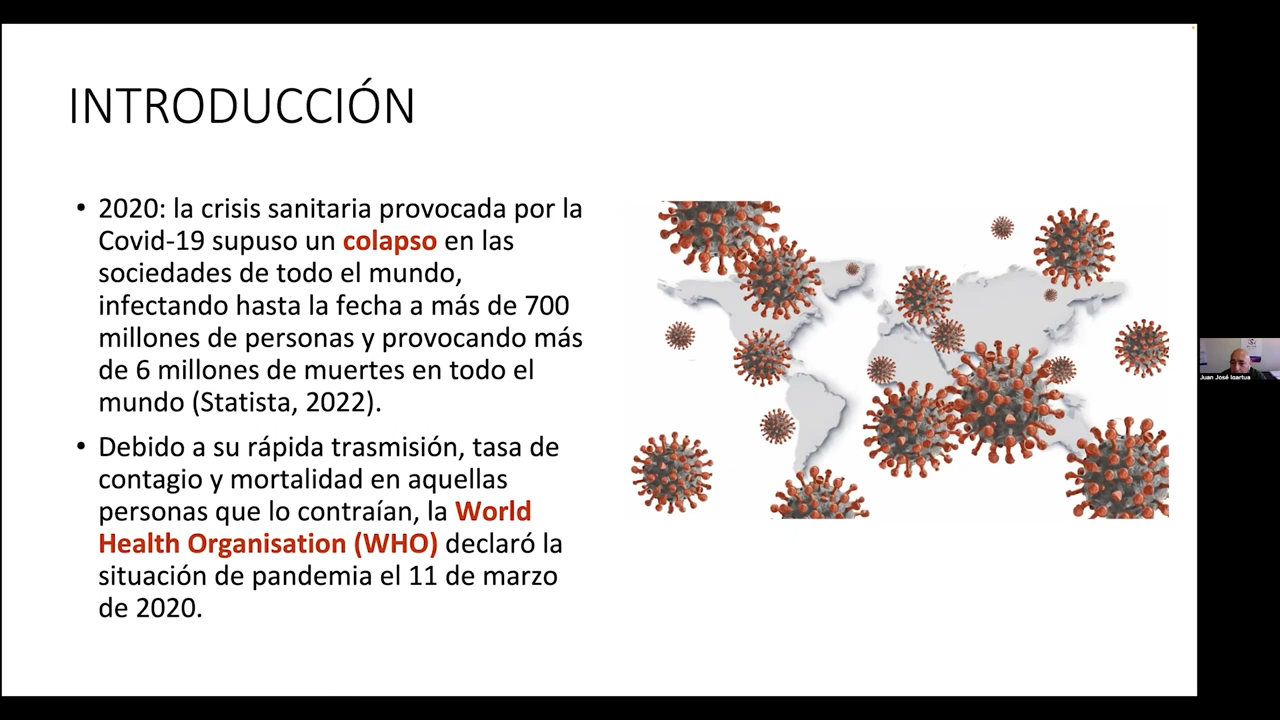 INTRODUCCIÓN
• 2020: la crisis sanitaria provocada por la
Covid-19 supuso un colapso en las
sociedades de todo el mundo,
infectando hasta la fecha a más de 700
millones de personas y provocando más
de 6 millones de muertes en todo el
mundo (Statista, 2022).
• Debido a su rápida trasmisión, tasa de
contagio y mortalidad en aquellas
personas que lo contraían, la World
Health Organisation (WHO) declaró la
situación de pandemia el 11 de marzo
de 2020.
Juan José Igartua